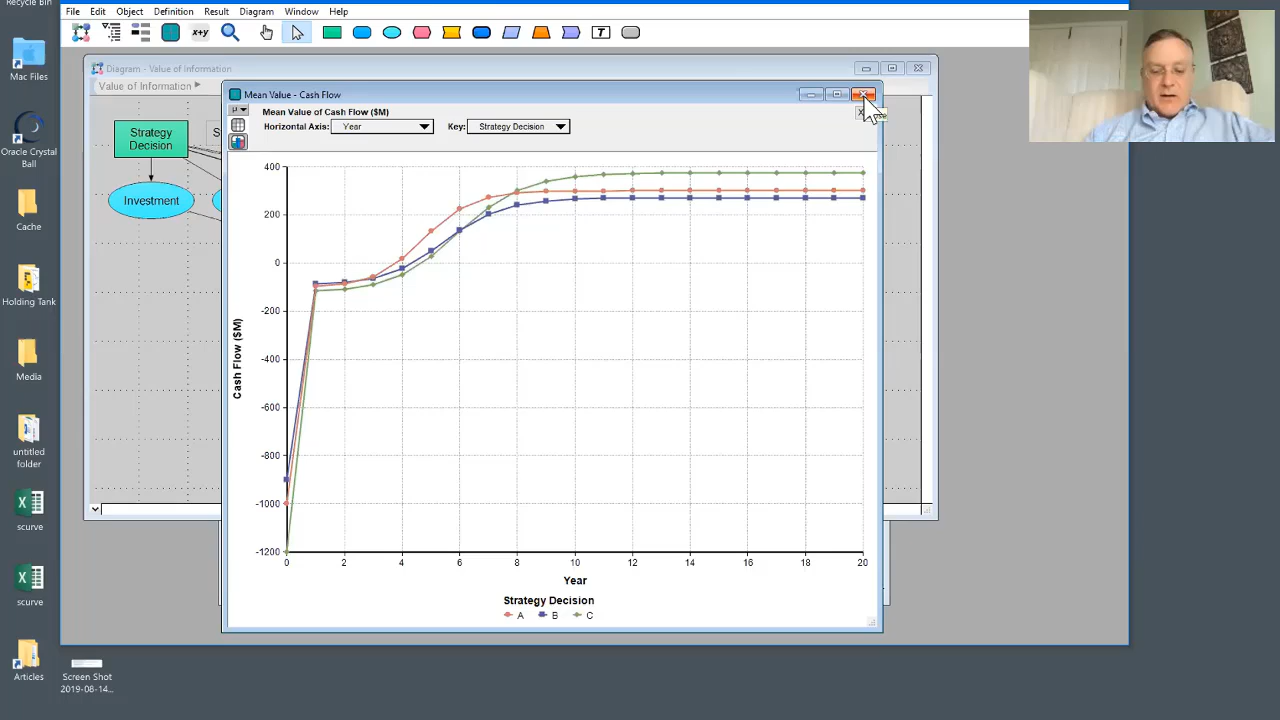 Recycle Bin
File Edit Object Definition Result Diagram Window Help
x+y
T
Mac Files
Oracle Crystal
Ball
Cache
Holding Tank
Media
untitled
folder
scurve
scurve
Articles
Screen Shot
2019-08-14...
Diagram - Value of Information
Value of Information
Strategy
Decision
S
Investment
Mean Value - Cash Flow
μ
Mean Value of Cash Flow ($M)
Horizontal Axis: Year Key: Strategy Decision
400
200
0
-200
-400
-600
-800
-1000
-1200
Cash Flow ($M)
0 2 4 6 8 10 12 14 16 18 20
Year
Strategy Decision
A B C